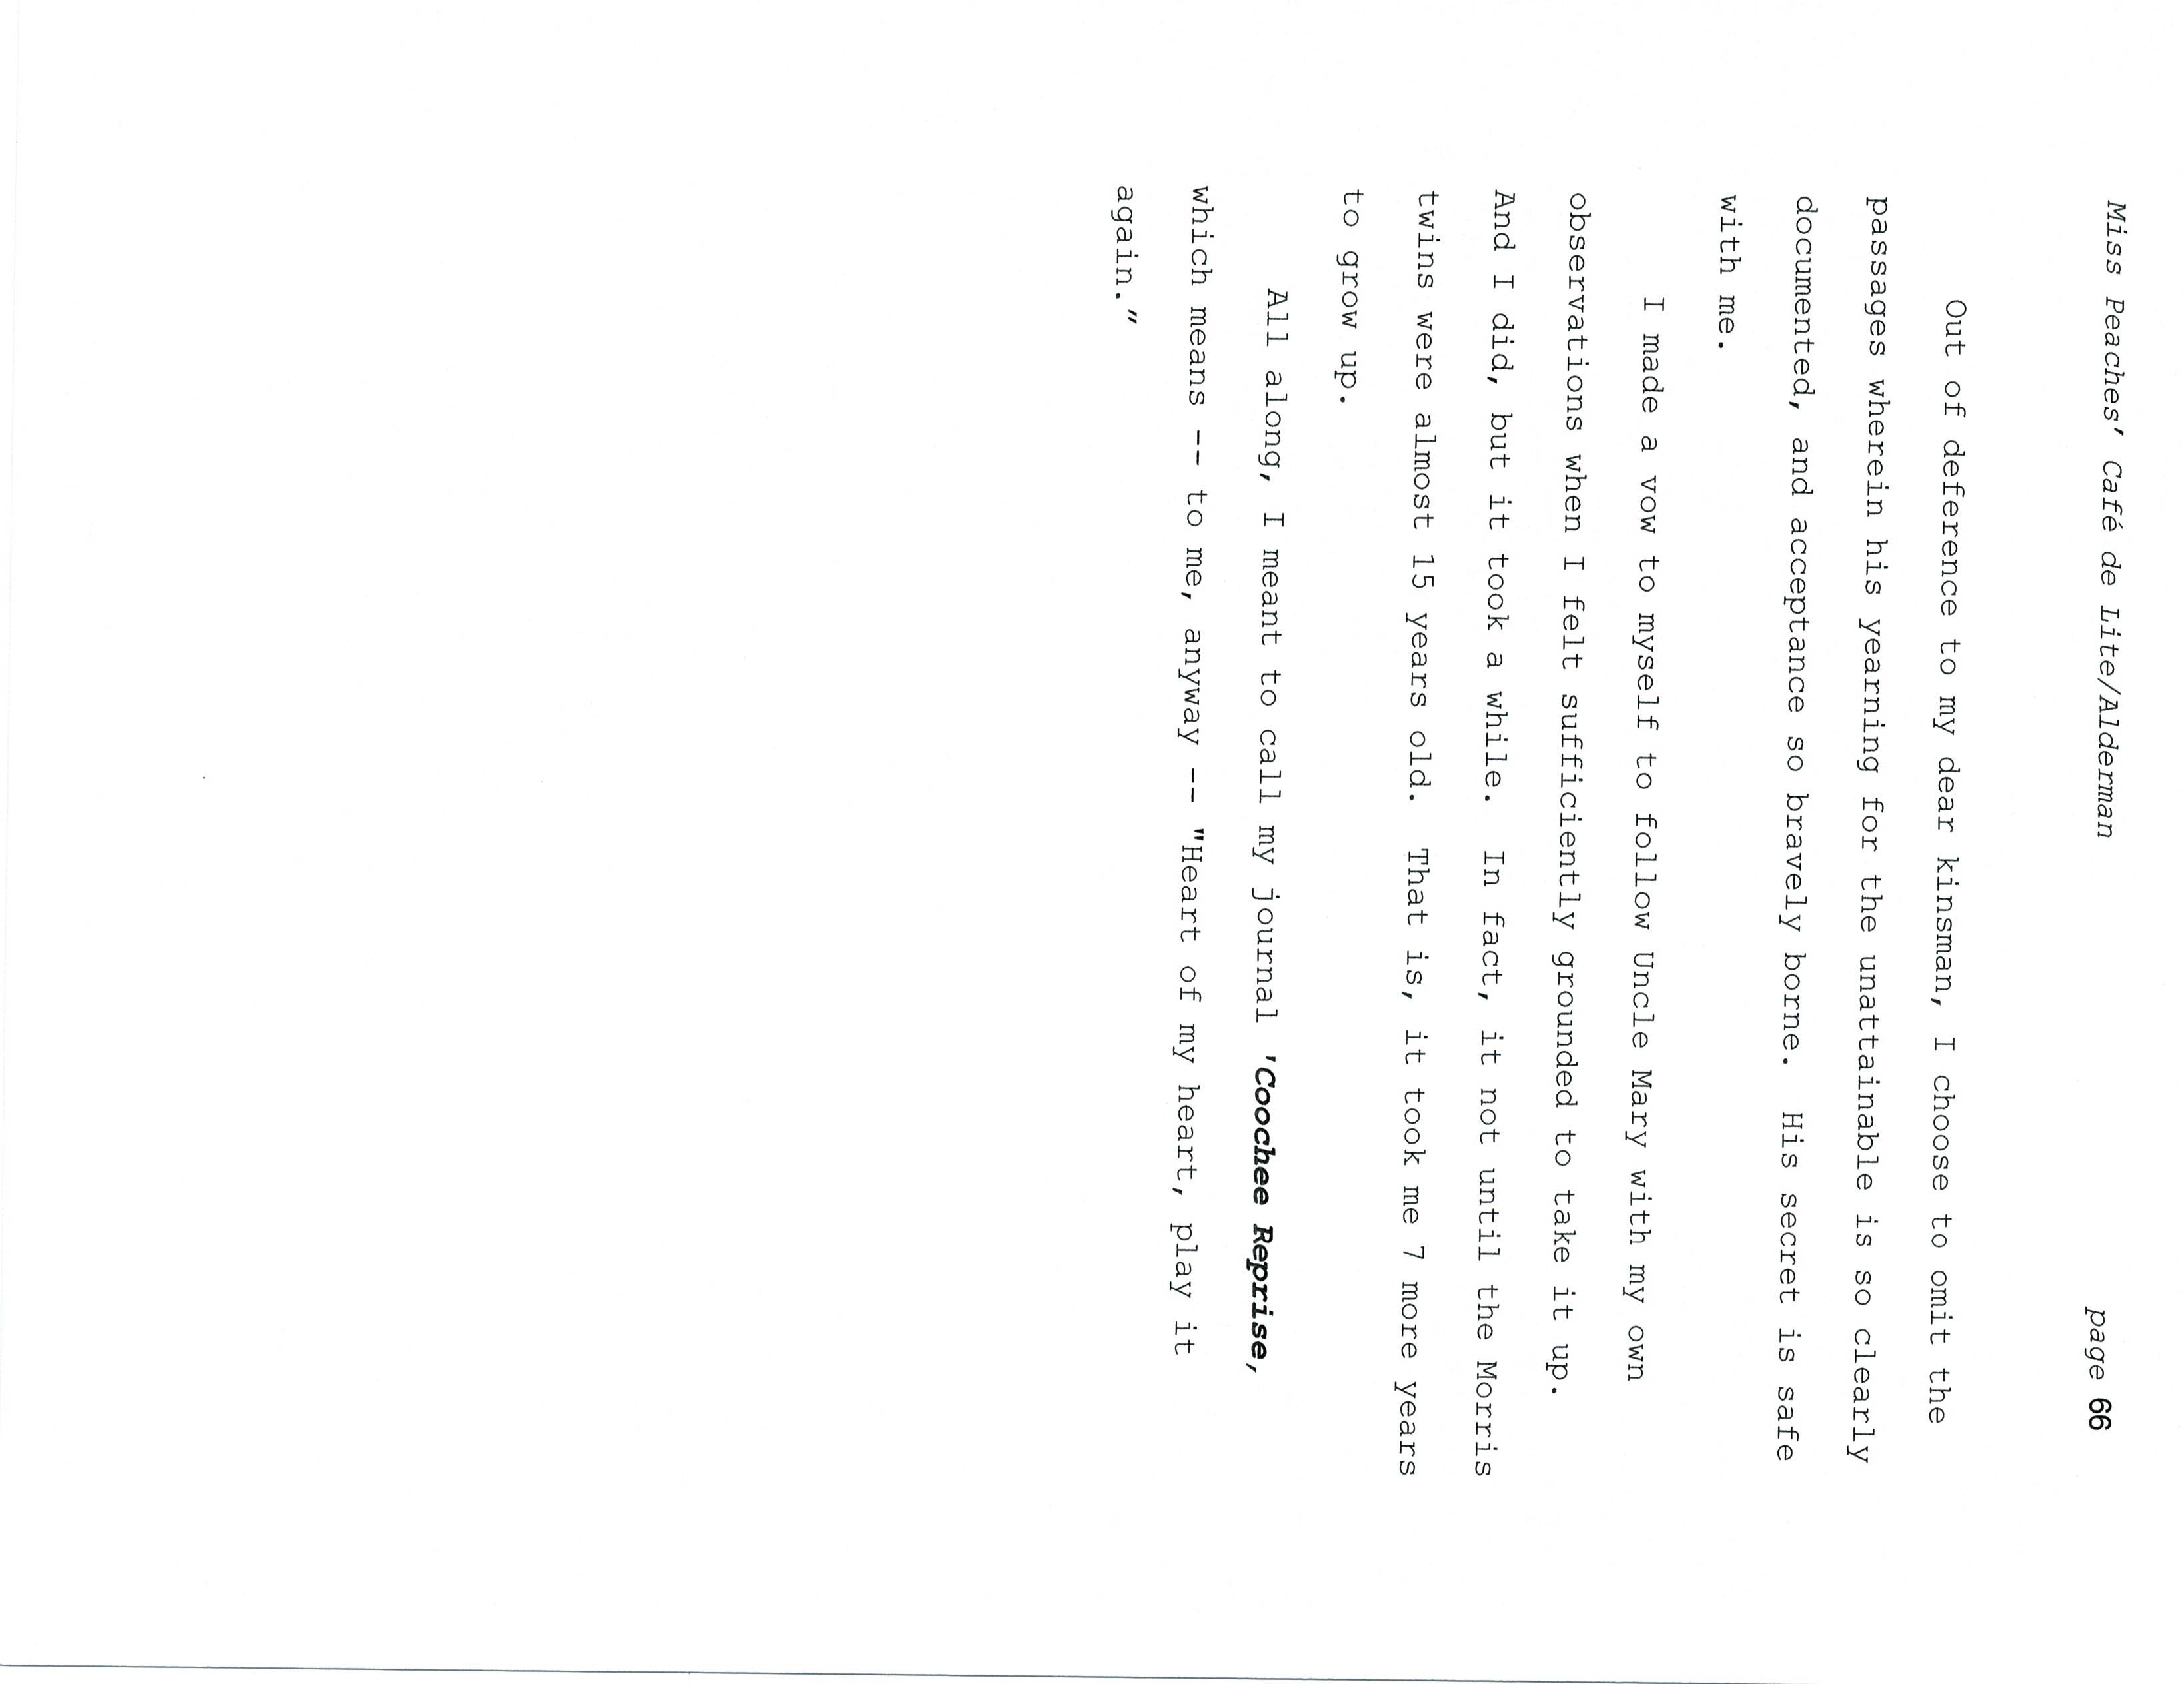 Miss Peaches' Café de Lite/Alderman page 66
Out of deference to my dear kinsman, I choose to omit the
passages wherein his yearning for the unattainable is so clearly
documented, and acceptance so bravely borne.  His secret is safe
with me.
I made a vow to myself to follow Uncle Mary with my own
observations when I felt sufficiently grounded to take it up.
And I did, but it took a while.  In fact, it not until the Morris
twins were almost 15 years old.  That is, it took me 7 more years
to grow up.
All along, I meant to call my journal 'Coochee Reprise,
which means -- to me, anyway -- "Heart of my heart, play it
again."